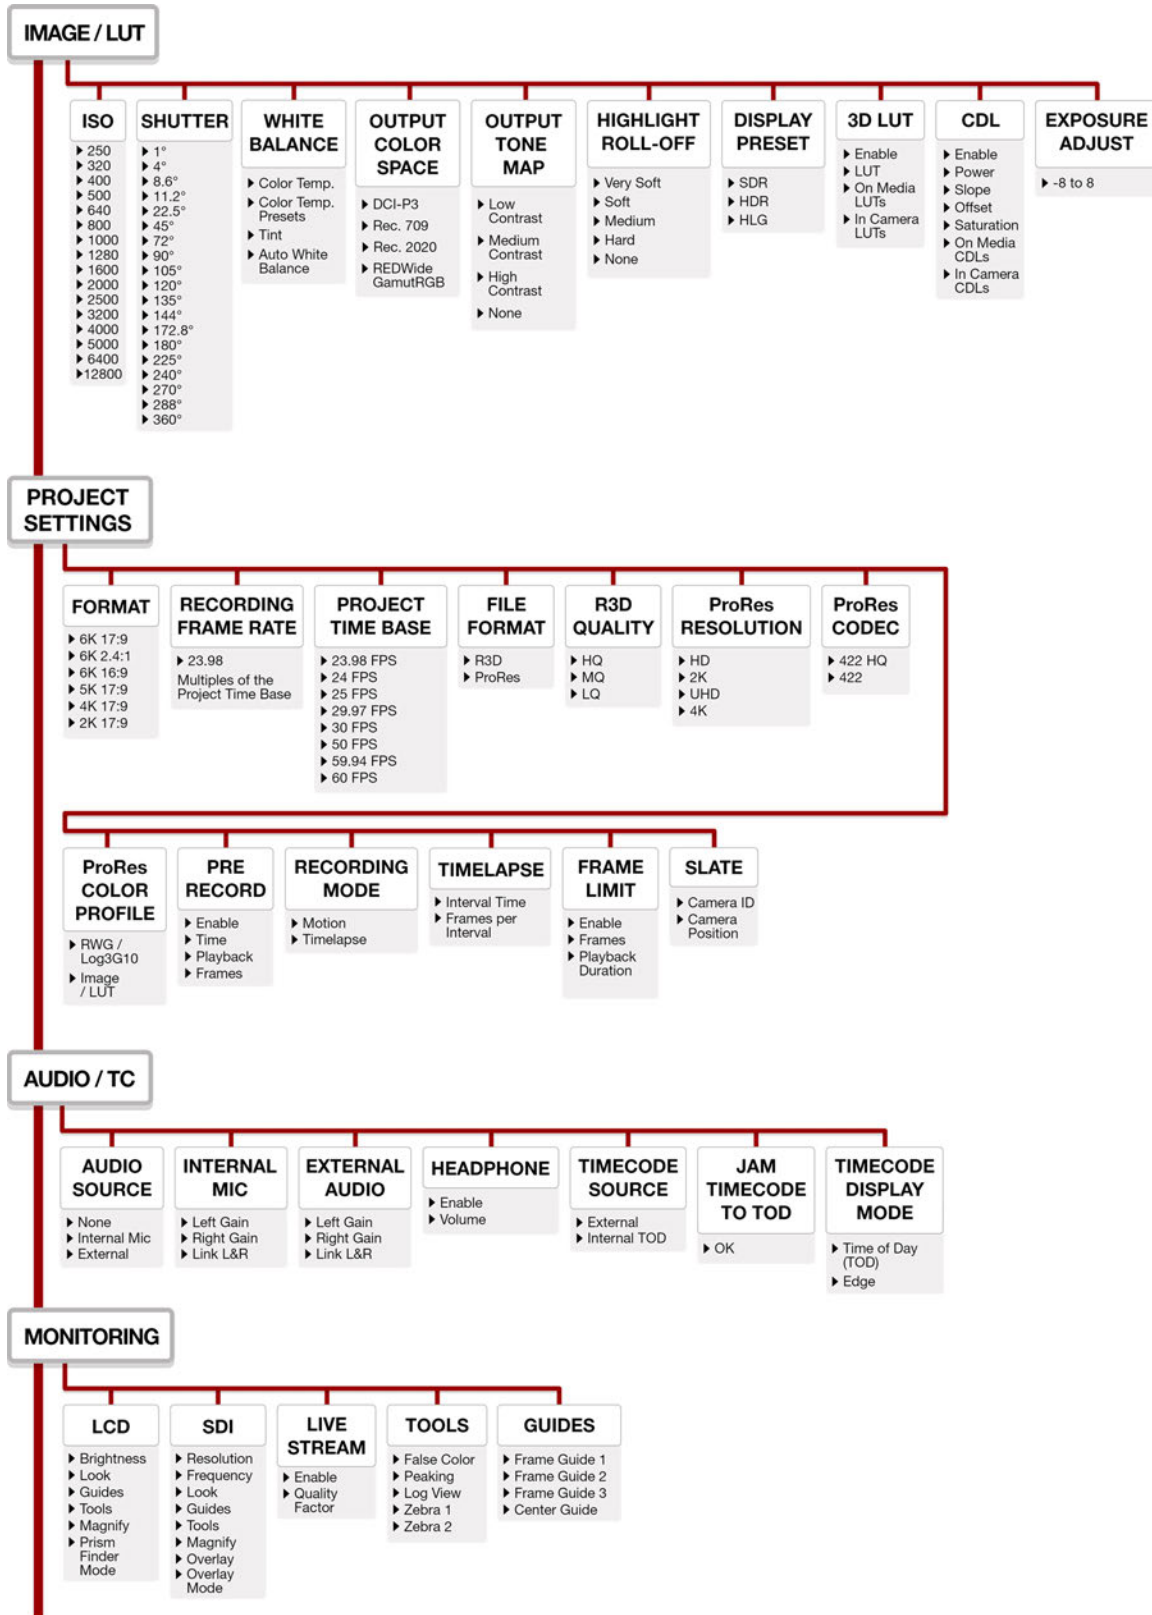 IMAGE / LUT
ISO
▶ 250
▶ 320
▶ 400
▶ 500
▶ 640
▶ 800
▶ 1000
▶ 1280
▶ 1600
▶ 2000
▶ 2500
▶ 3200
▶ 4000
▶ 5000
▶ 6400
▶12800
SHUTTER
▶ 1°
▶ 4°
▶ 8.6°
▶ 11.2°
▶ 22.5°
▶ 45°
▶ 72°
▶ 90°
▶ 105°
▶ 120°
▶ 135°
▶ 144°
▶ 172.8°
▶ 180°
▶ 225°
▶ 240°
▶ 270°
▶ 288°
▶ 360°
WHITE
BALANCE
▶ Color Temp.
▶ Color Temp.
Presets
▶ Tint
▶ Auto White
Balance
OUTPUT
COLOR
SPACE
▶ DCI-P3
▶ Rec. 709
▶ Rec. 2020
▶ REDWide
GamutRGB
OUTPUT
TONE
MAP
▶ Low
Contrast
▶ Medium
Contrast
▶ High
Contrast
▶ None
HIGHLIGHT
ROLL-OFF
▶ Very Soft
▶ Soft
▶ Medium
▶ Hard
▶ None
DISPLAY
PRESET
▶ SDR
▶ HDR
▶ HLG
3D LUT
▶ Enable
▶ LUT
▶ On Media
LUTs
▶ In Camera
LUTs
CDL
▶ Enable
▶ Power
▶ Slope
▶ Offset
▶ Saturation
▶ On Media
CDLs
▶ In Camera
CDLs
EXPOSURE
ADJUST
▶ -8 to 8
PROJECT
SETTINGS
FORMAT
▶ 6K 17:9
▶ 6K 2.4:1
▶ 6K 16:9
▶ 5K 17:9
▶ 4K 17:9
▶ 2K 17:9
RECORDING
FRAME RATE
▶ 23.98
Multiples of the
Project Time Base
PROJECT
TIME BASE
▶ 23.98 FPS
▶ 24 FPS
▶ 25 FPS
▶ 29.97 FPS
▶ 30 FPS
▶ 50 FPS
▶ 59.94 FPS
▶ 60 FPS
FILE
FORMAT
▶ R3D
▶ ProRes
R3D
QUALITY
▶ HQ
▶ MQ
▶ LQ
ProRes
RESOLUTION
▶ HD
▶ 2K
▶ UHD
▶ 4K
ProRes
CODEC
▶ 422 HQ
▶ 422
ProRes
COLOR
PROFILE
▶ RWG /
Log3G10
▶ Image
/ LUT
PRE
RECORD
▶ Enable
▶ Time
▶ Playback
▶ Frames
RECORDING
MODE
▶ Motion
▶ Timelapse
TIMELAPSE
▶ Interval Time
▶ Frames per
Interval
FRAME
LIMIT
▶ Enable
▶ Frames
▶ Playback
Duration
SLATE
▶ Camera ID
▶ Camera
Position
AUDIO / TC
AUDIO
SOURCE
▶ None
▶ Internal Mic
▶ External
INTERNAL
MIC
▶ Left Gain
▶ Right Gain
▶ Link L&R
EXTERNAL
AUDIO
▶ Left Gain
▶ Right Gain
▶ Link L&R
HEADPHONE
▶ Enable
▶ Volume
TIMECODE
SOURCE
▶ External
▶ Internal TOD
JAM
TIMECODE
TO TOD
▶ OK
TIMECODE
DISPLAY
MODE
▶ Time of Day
(TOD)
▶ Edge
MONITORING
LCD
▶ Brightness
▶ Look
▶ Guides
▶ Tools
▶ Magnify
▶ Prism
Finder
Mode
SDI
▶ Resolution
▶ Frequency
▶ Look
▶ Guides
▶ Tools
▶ Magnify
▶ Overlay
▶ Overlay
Mode
LIVE
STREAM
▶ Enable
▶ Quality
Factor
TOOLS
▶ False Color
▶ Peaking
▶ Log View
▶ Zebra 1
▶ Zebra 2
GUIDES
▶ Frame Guide 1
▶ Frame Guide 2
▶ Frame Guide 3
▶ Center Guide